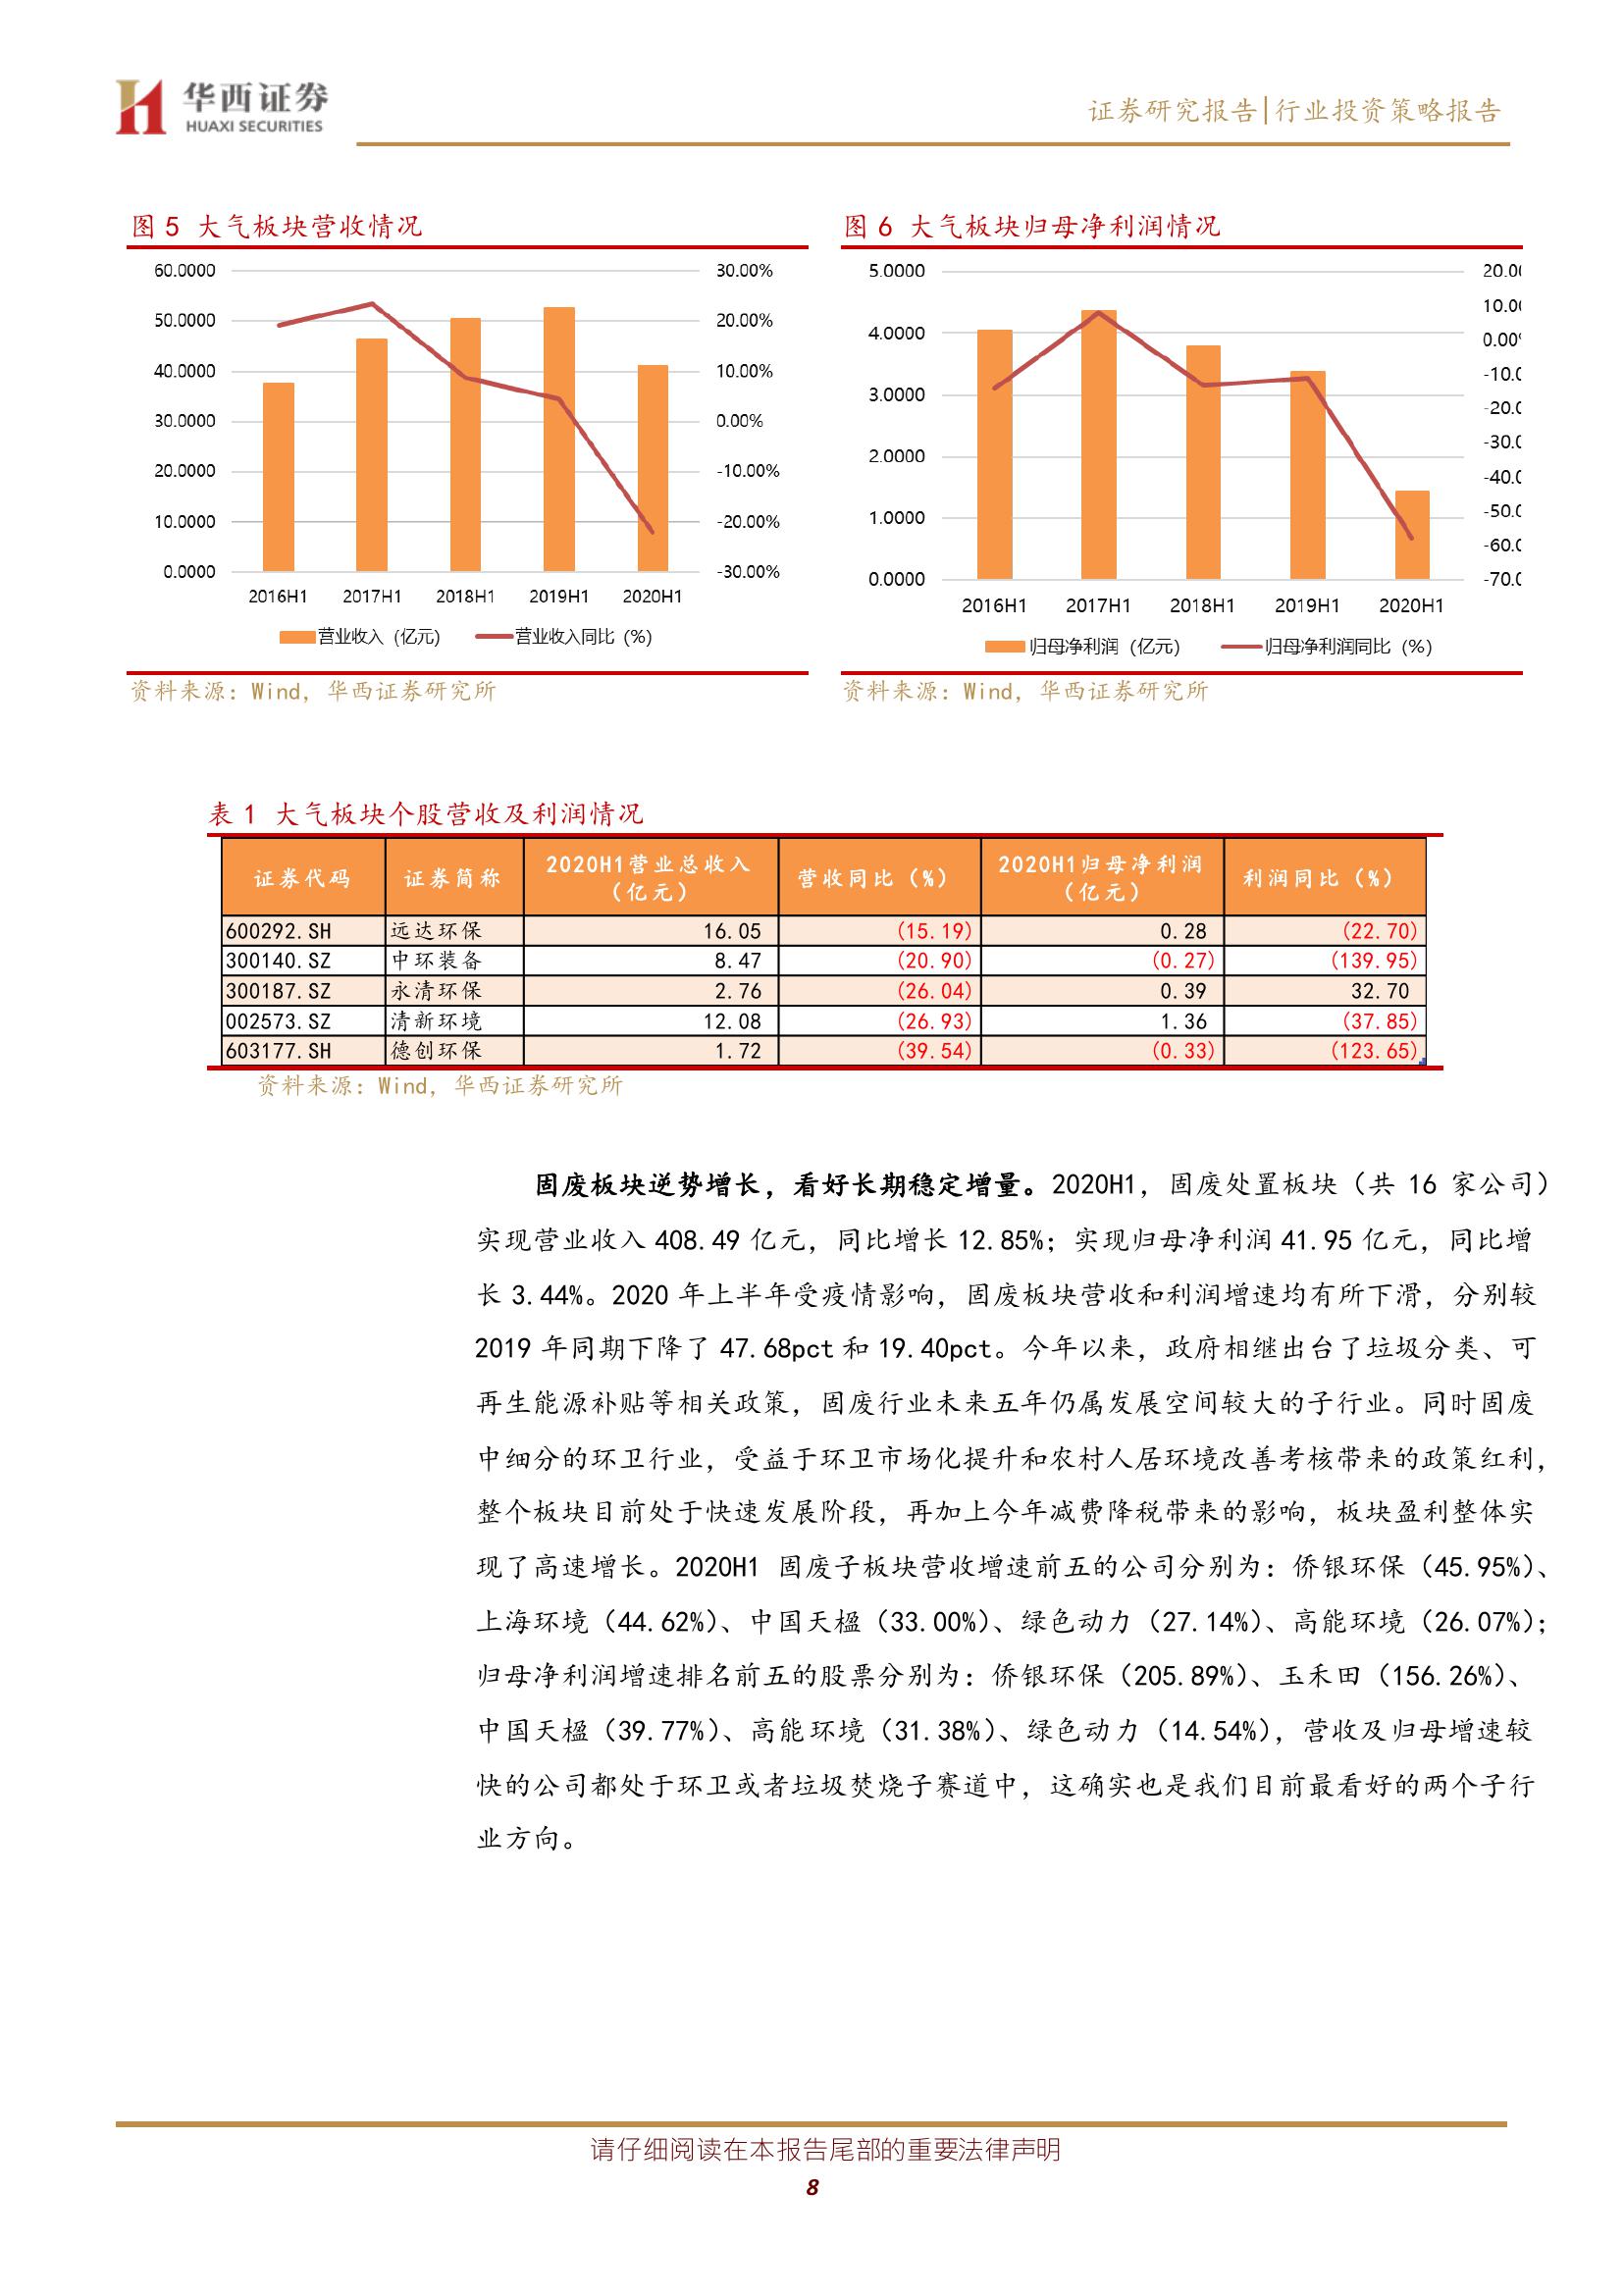 华西证券
HUAXI SECURITIES
证券研究报告|行业投资策略报告
图 5 大气板块营收情况
60.0000
50.0000
40.0000
30.0000
20.0000
10.0000
0.0000
30.00%
20.00%
10.00%
0.00%
-10.00%
-20.00%
-30.00%
2016H1 2017H1 2018H1 2019H1 2020H1
营业收入（亿元） 营业收入同比（%）
资料来源：Wind，华西证券研究所
图 6 大气板块归母净利润情况
5.0000
4.0000
3.0000
2.0000
1.0000
0.0000
20.0
10.0
0.00
-10.0
-20.0
-30.0
-40.0
-50.0
-60.0
-70.0
2016H1 2017H1 2018H1 2019H1 2020H1
归母净利润（亿元） 归母净利润同比（%）
资料来源：Wind，华西证券研究所
表 1 大气板块个股营收及利润情况
证券代码 证券简称 2020H1营业总收入（亿元） 营收同比（%） 2020H1归母净利润（亿元） 利润同比（%）
600292.SH 远达环保 16.05 (15.19) 0.28 (22.70)
300140.SZ 中环装备 8.47 (20.90) (0.27) (139.95)
300187.SZ 永清环保 2.76 (26.04) 0.39 32.70
002573.SZ 清新环境 12.08 (26.93) 1.36 (37.85)
603177.SH 德创环保 1.72 (39.54) (0.33) (123.65)
资料来源：Wind，华西证券研究所
固废板块逆势增长，看好长期稳定增量。2020H1，固废处置板块（共 16 家公司）
实现营业收入 408.49 亿元，同比增长 12.85%；实现归母净利润 41.95 亿元，同比增
长 3.44%。2020 年上半年受疫情影响，固废板块营收和利润增速均有所下滑，分别较
2019 年同期下降了 47.68pct 和 19.40pct。今年以来，政府相继出台了垃圾分类、可
再生能源补贴等相关政策，固废行业未来五年仍属发展空间较大的子行业。同时固废
中细分的环卫行业，受益于环卫市场化提升和农村人居环境改善考核带来的政策红利，
整个板块目前处于快速发展阶段，再加上今年减费降税带来的影响，板块盈利整体实
现了高速增长。2020H1 固废子板块营收增速前五的公司分别为：侨银环保（45.95%）、
上海环境（44.62%）、中国天楹（33.00%）、绿色动力（27.14%）、高能环境（26.07%）；
归母净利润增速排名前五的股票分别为：侨银环保（205.89%）、玉禾田（156.26%）、
中国天楹（39.77%）、高能环境（31.38%）、绿色动力（14.54%），营收及归母增速较
快的公司都处于环卫或者垃圾焚烧子赛道中，这确实也是我们目前最看好的两个子行
业方向。
请仔细阅读在本报告尾部的重要法律声明
8